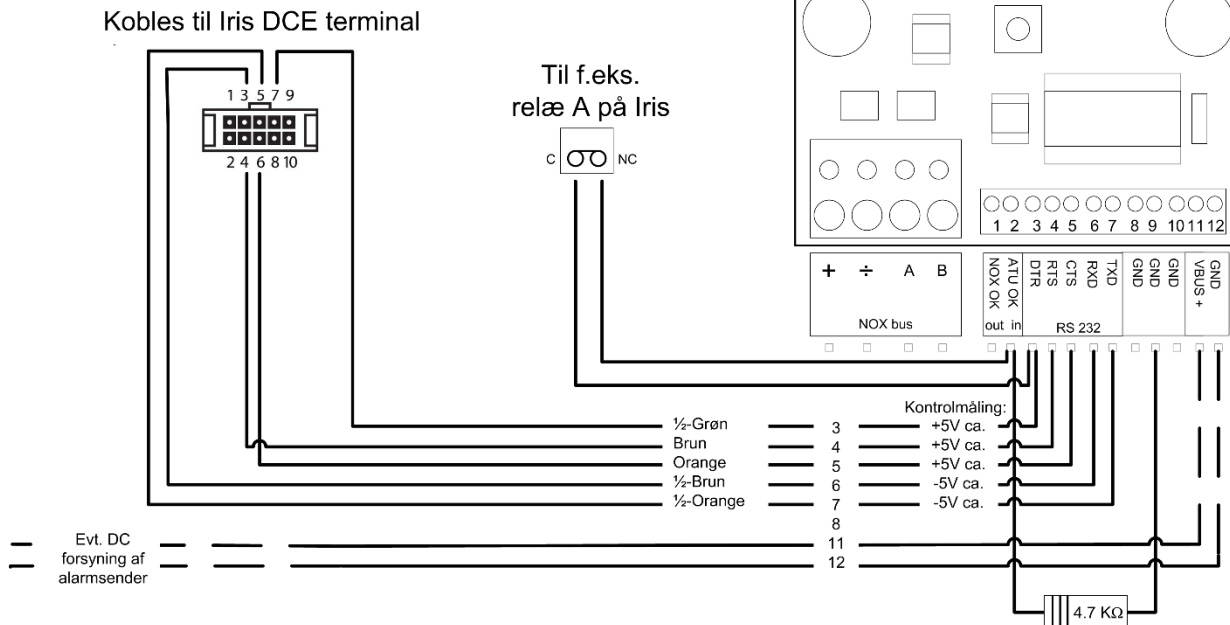 Kobles til Iris DCE terminal
1 3 5 7 9
2 4 6 8 10
Til f.eks.
relæ A på Iris
C
NC
1 2 3 4 5 6 7 8 9 10 11 12
+ ÷ A B
NOX bus
NOX OK
ATU OK
DTR
RTS
CTS
RXD
TXD
GND
GND
GND
VBUS +
GND
out in
RS 232
Kontrolmåling:
½-Grøn 3 +5V ca.
Brun 4 +5V ca.
Orange 5 +5V ca.
½-Brun 6 -5V ca.
½-Orange 7 -5V ca.
8
11
12
Evt. DC
forsyning af
alarmsender
4.7 KΩ